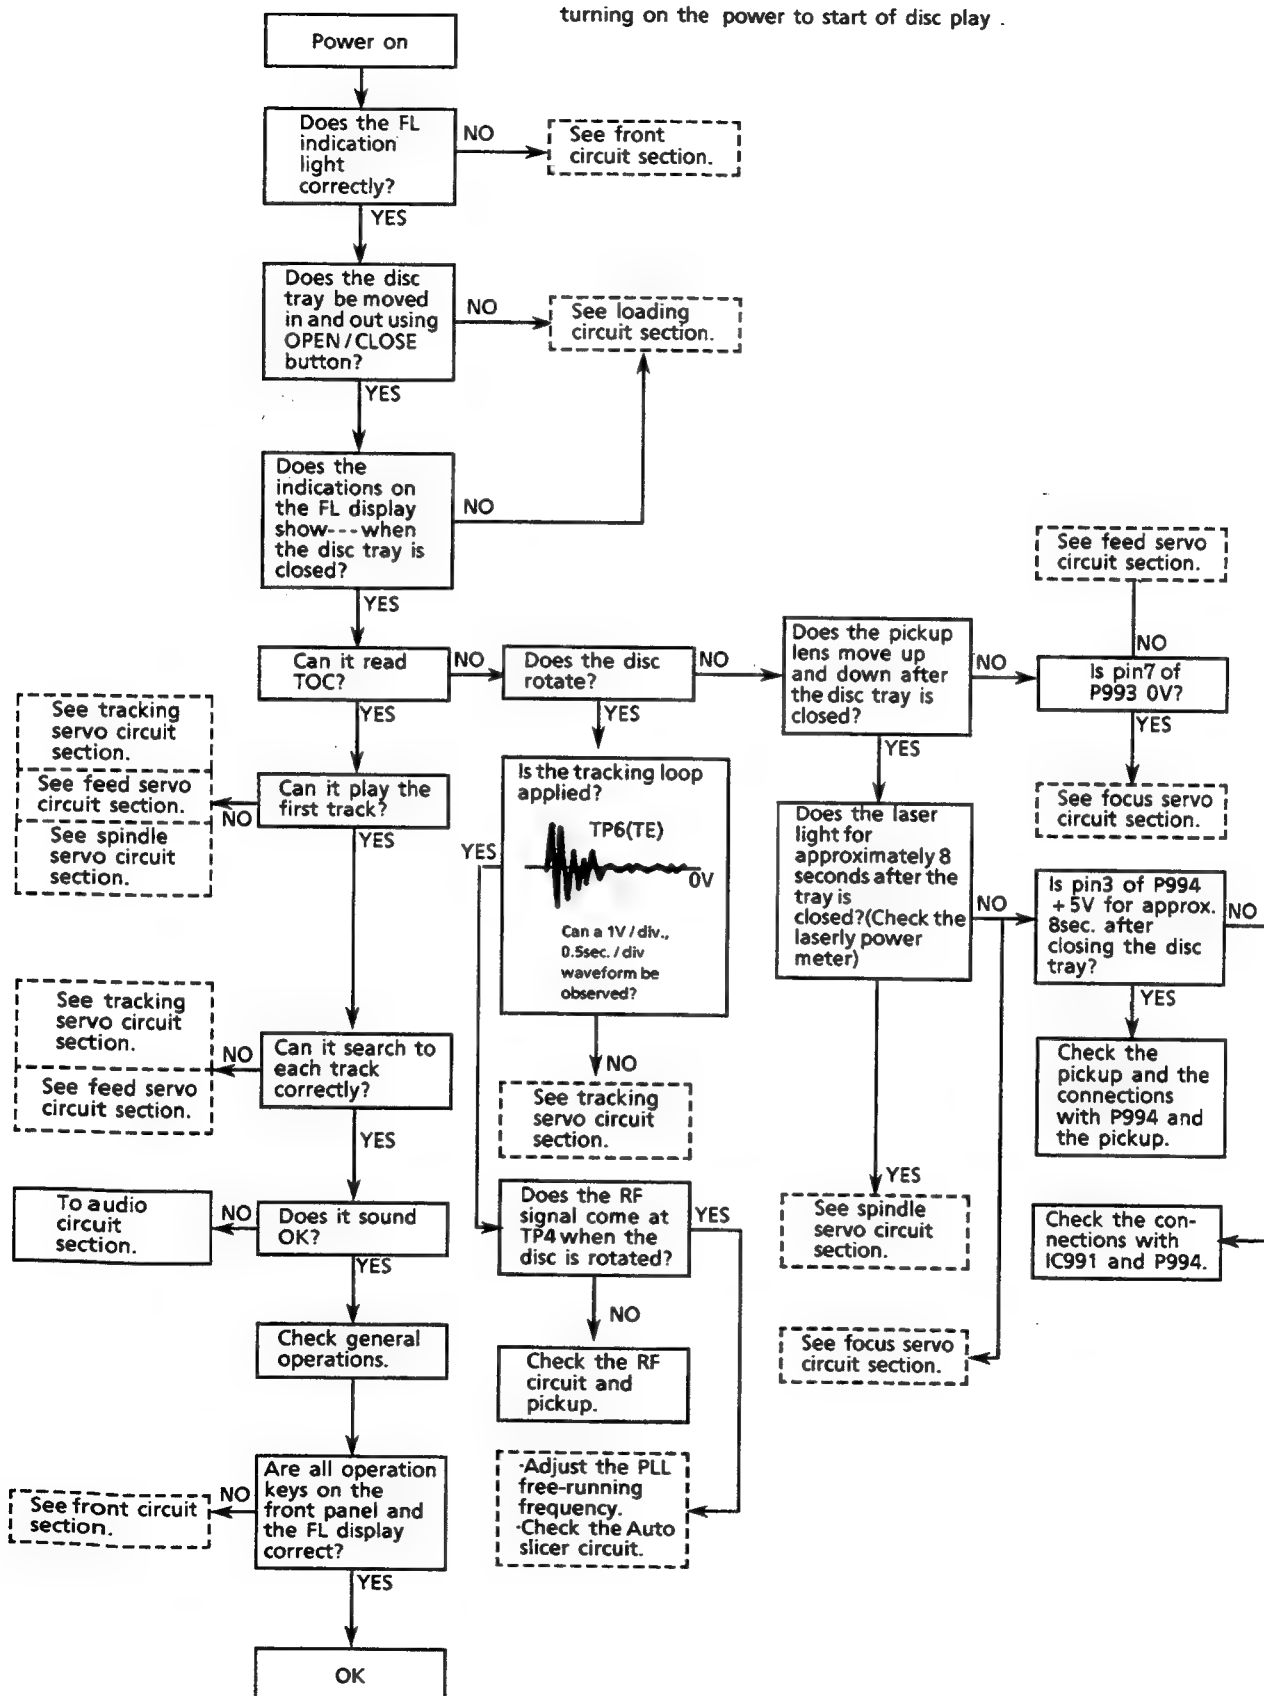 turning on the power to start of disc play .
Power on
Does the FL
indication
light
correctly?
NO
See front
circuit section.
YES
Does the disc
tray be moved
in and out using
OPEN / CLOSE
button?
NO
See loading
circuit section.
YES
Does the
indications on
the FL display
show---when
the disc tray is
closed?
NO
YES
Can it read
TOC?
NO
Does the disc
rotate?
NO
Does the pickup
lens move up
and down after
the disc tray is
closed?
NO
See feed servo
circuit section.
NO
Is pin7 of
P993 0V?
YES
See focus servo
circuit section.
YES
See tracking
servo circuit
section.
See feed servo
circuit section.
See spindle
servo circuit
section.
NO
Can it play the
first track?
YES
YES
Is the tracking loop
applied?
TP6(TE)
0V
Can a 1V / div.,
0.5sec. / div
waveform be
observed?
YES
NO
See tracking
servo circuit
section.
YES
Does the laser
light for
approximately 8
seconds after the
tray is
closed?(Check the
laserly power
meter)
NO
Is pin3 of P994
+ 5V for approx.
8sec. after
closing the disc
tray?
NO
YES
Check the
pickup and the
connections
with P994 and
the pickup.
Check the con-
nections with
IC991 and P994.
YES
See spindle
servo circuit
section.
See focus servo
circuit section.
See tracking
servo circuit
section.
See feed servo
circuit section.
NO
Can it search to
each track
correctly?
YES
To audio
circuit
section.
NO
Does it sound
OK?
YES
Does the RF
signal come at
TP4 when the
disc is rotated?
YES
NO
Check the RF
circuit and
pickup.
·Adjust the PLL
free-running
frequency.
·Check the Auto
slicer circuit.
Check general
operations.
See front circuit
section.
NO
Are all operation
keys on the
front panel and
the FL display
correct?
YES
OK